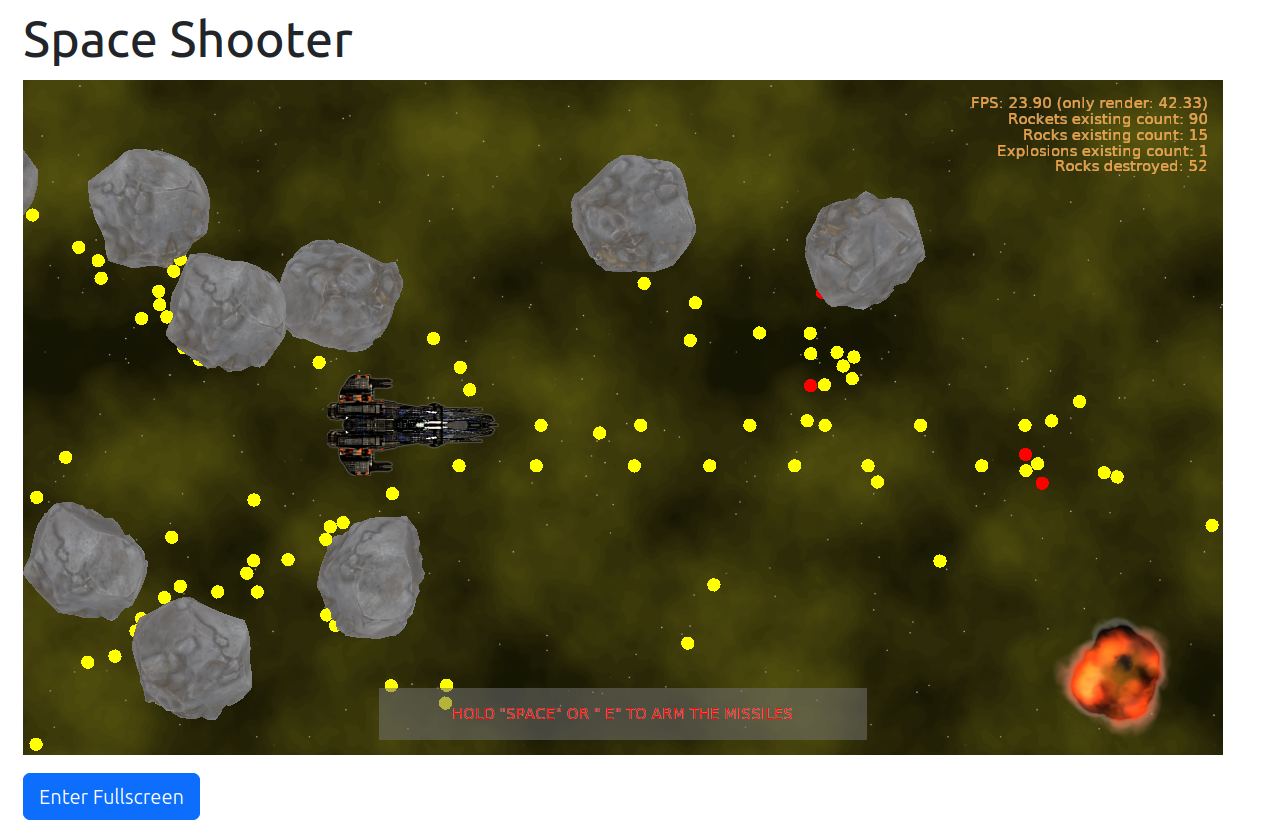 Space Shooter
FPS: 23.90 (only render: 42.33)
Rockets existing count: 90
Rocks existing count: 15
Explosions existing count: 1
Rocks destroyed: 52
HOLD "SPACE" OR " E" TO ARM THE MISSILES
Enter Fullscreen